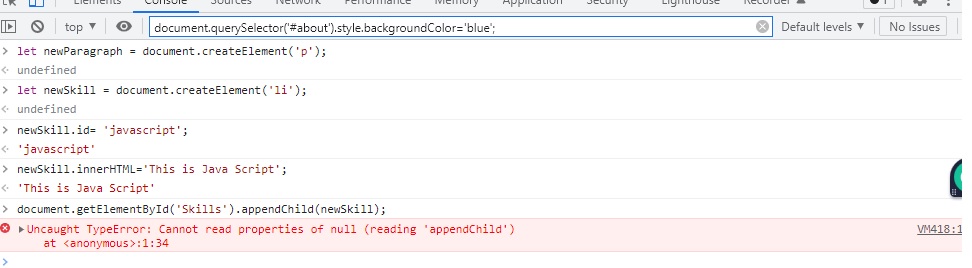 Elements Console Sources Network Performance Memory Application Security Lighthouse Recorder 1
top document.querySelector('#about').style.backgroundColor='blue'; Default levels No Issues
> let newParagraph = document.createElement('p');
undefined
> let newSkill = document.createElement('li');
undefined
> newSkill.id= 'javascript';
'javascript'
> newSkill.innerHTML='This is Java Script';
'This is Java Script'
> document.getElementById('Skills').appendChild(newSkill);
Uncaught TypeError: Cannot read properties of null (reading 'appendChild') VM418:1
at <anonymous>:1:34
>